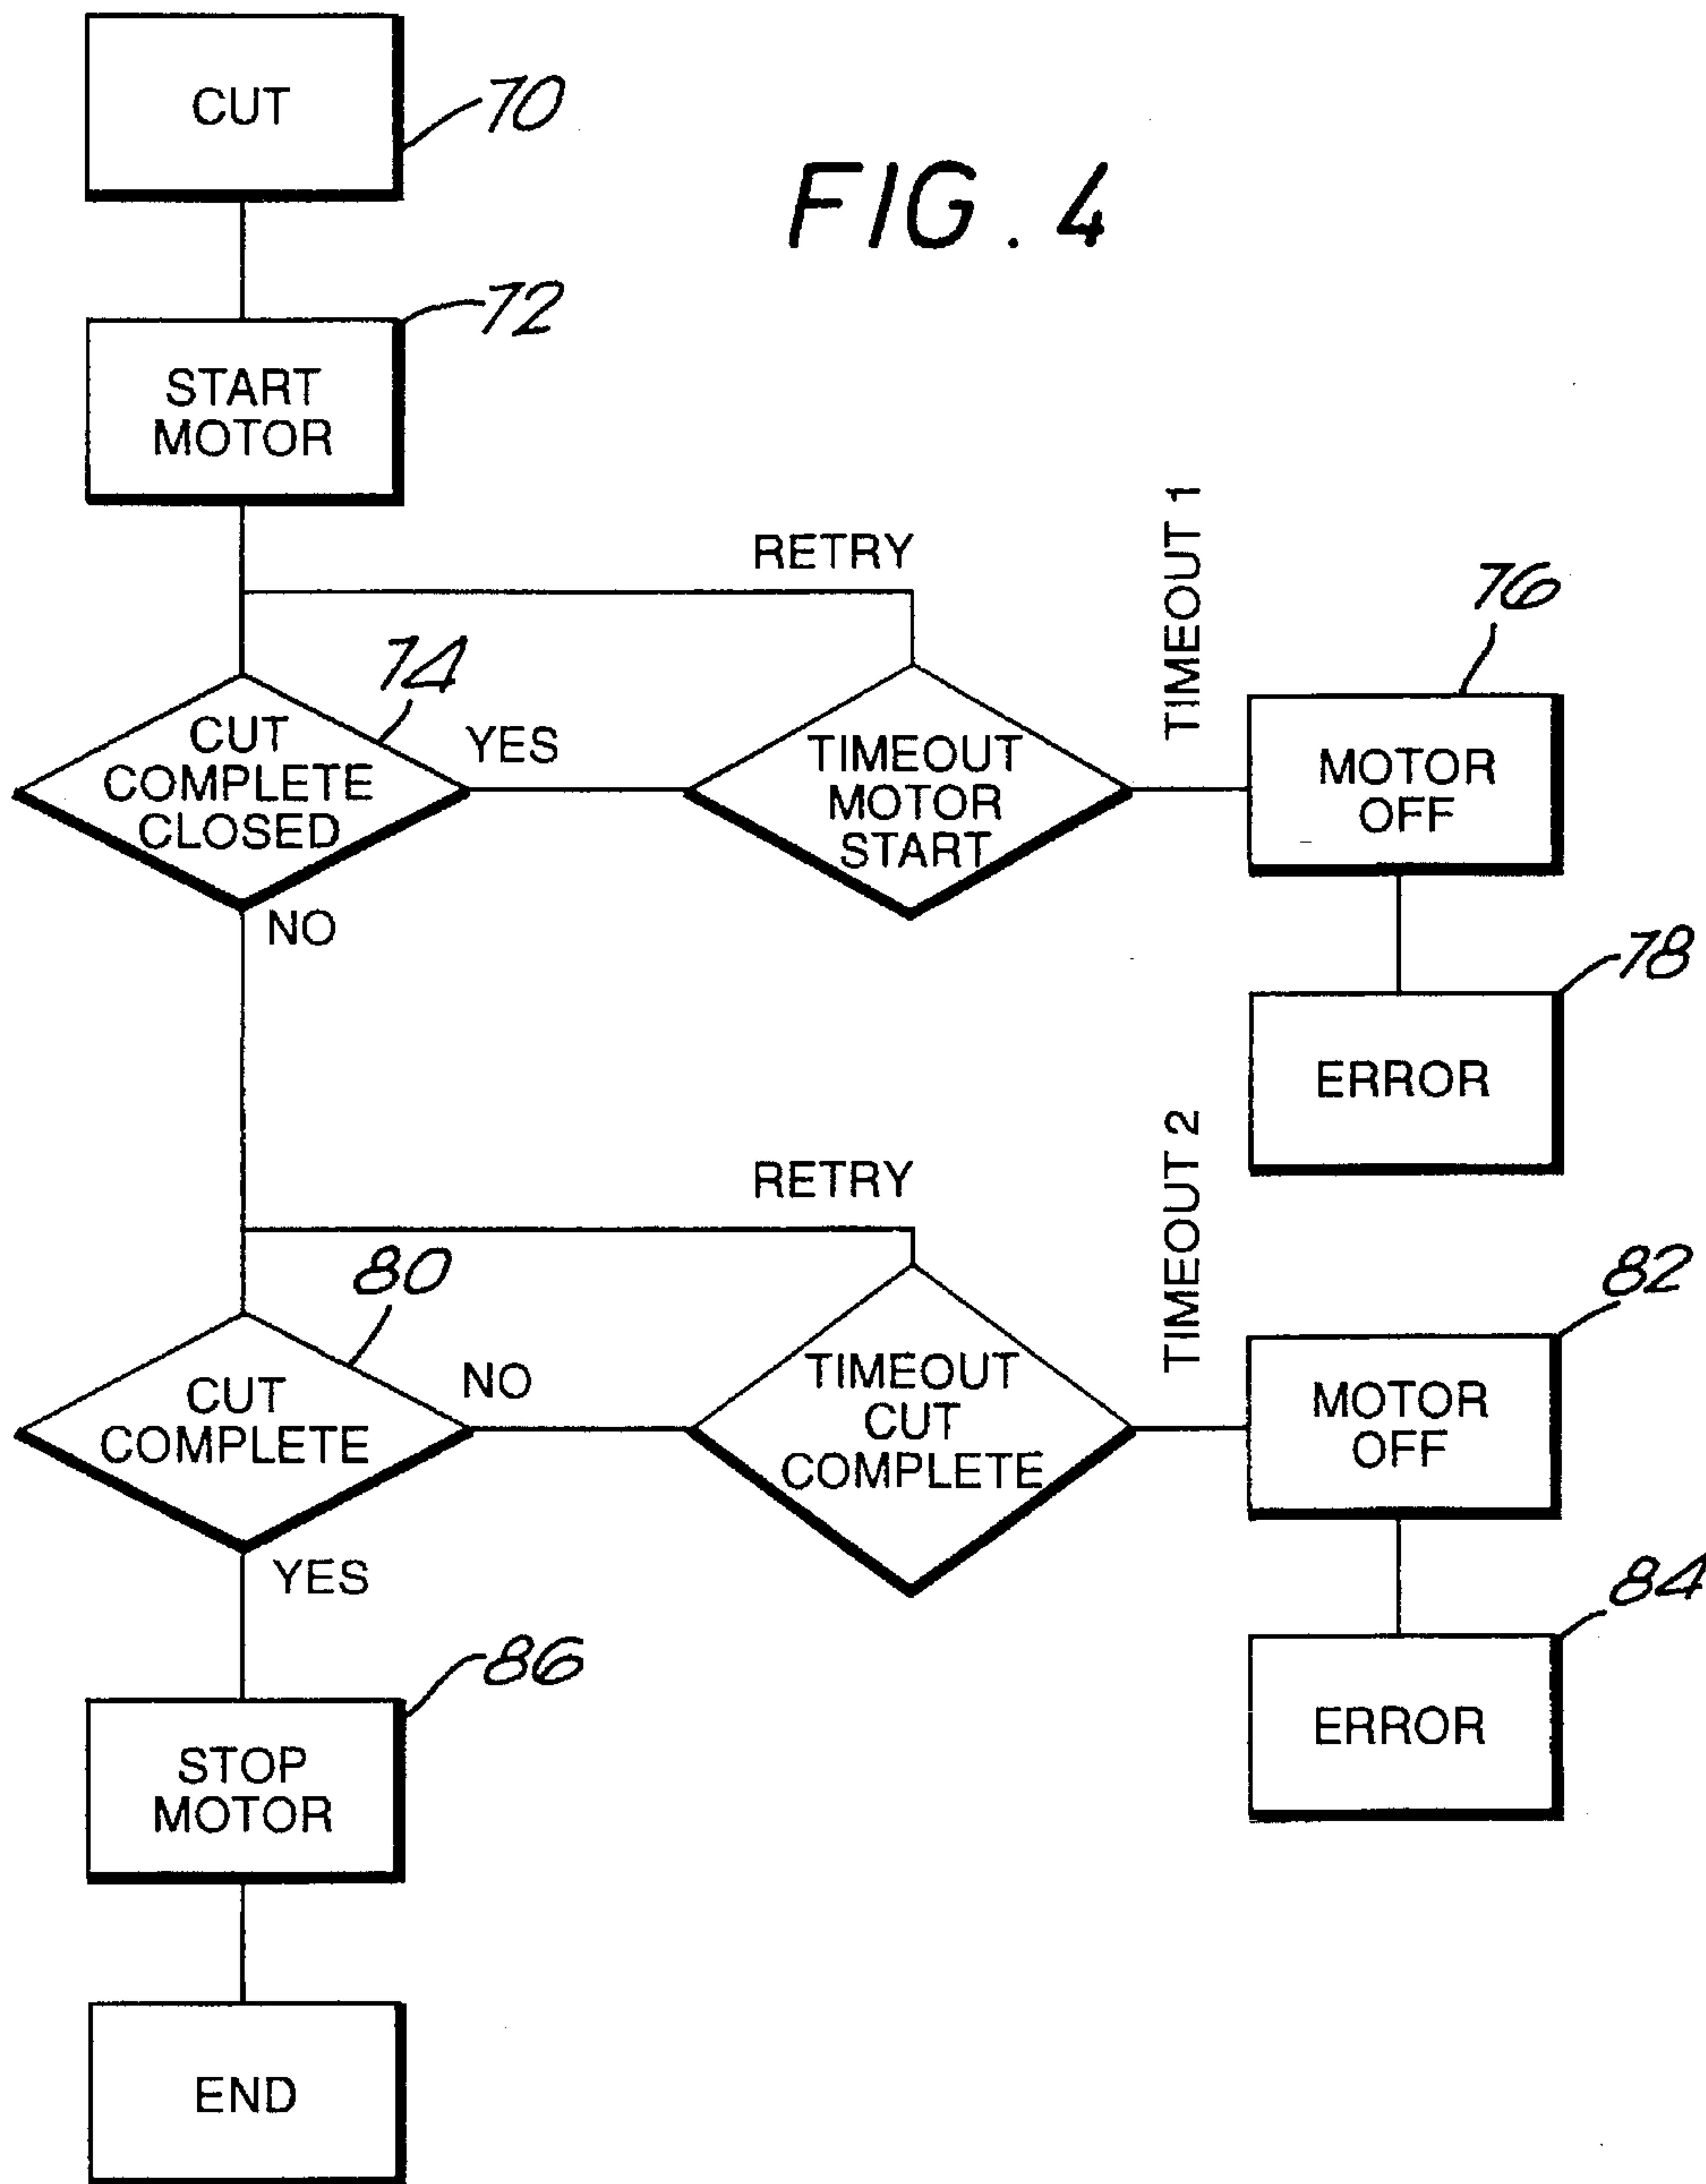 CUT
70
FIG. 4
72
START
MOTOR
RETRY
TIMEOUT 1
76
74
CUT
COMPLETE
CLOSED
YES
TIMEOUT
MOTOR
START
MOTOR
OFF
NO
78
ERROR
RETRY
TIMEOUT 2
80
82
CUT
COMPLETE
NO
TIMEOUT
CUT
COMPLETE
MOTOR
OFF
YES
84
86
ERROR
STOP
MOTOR
END